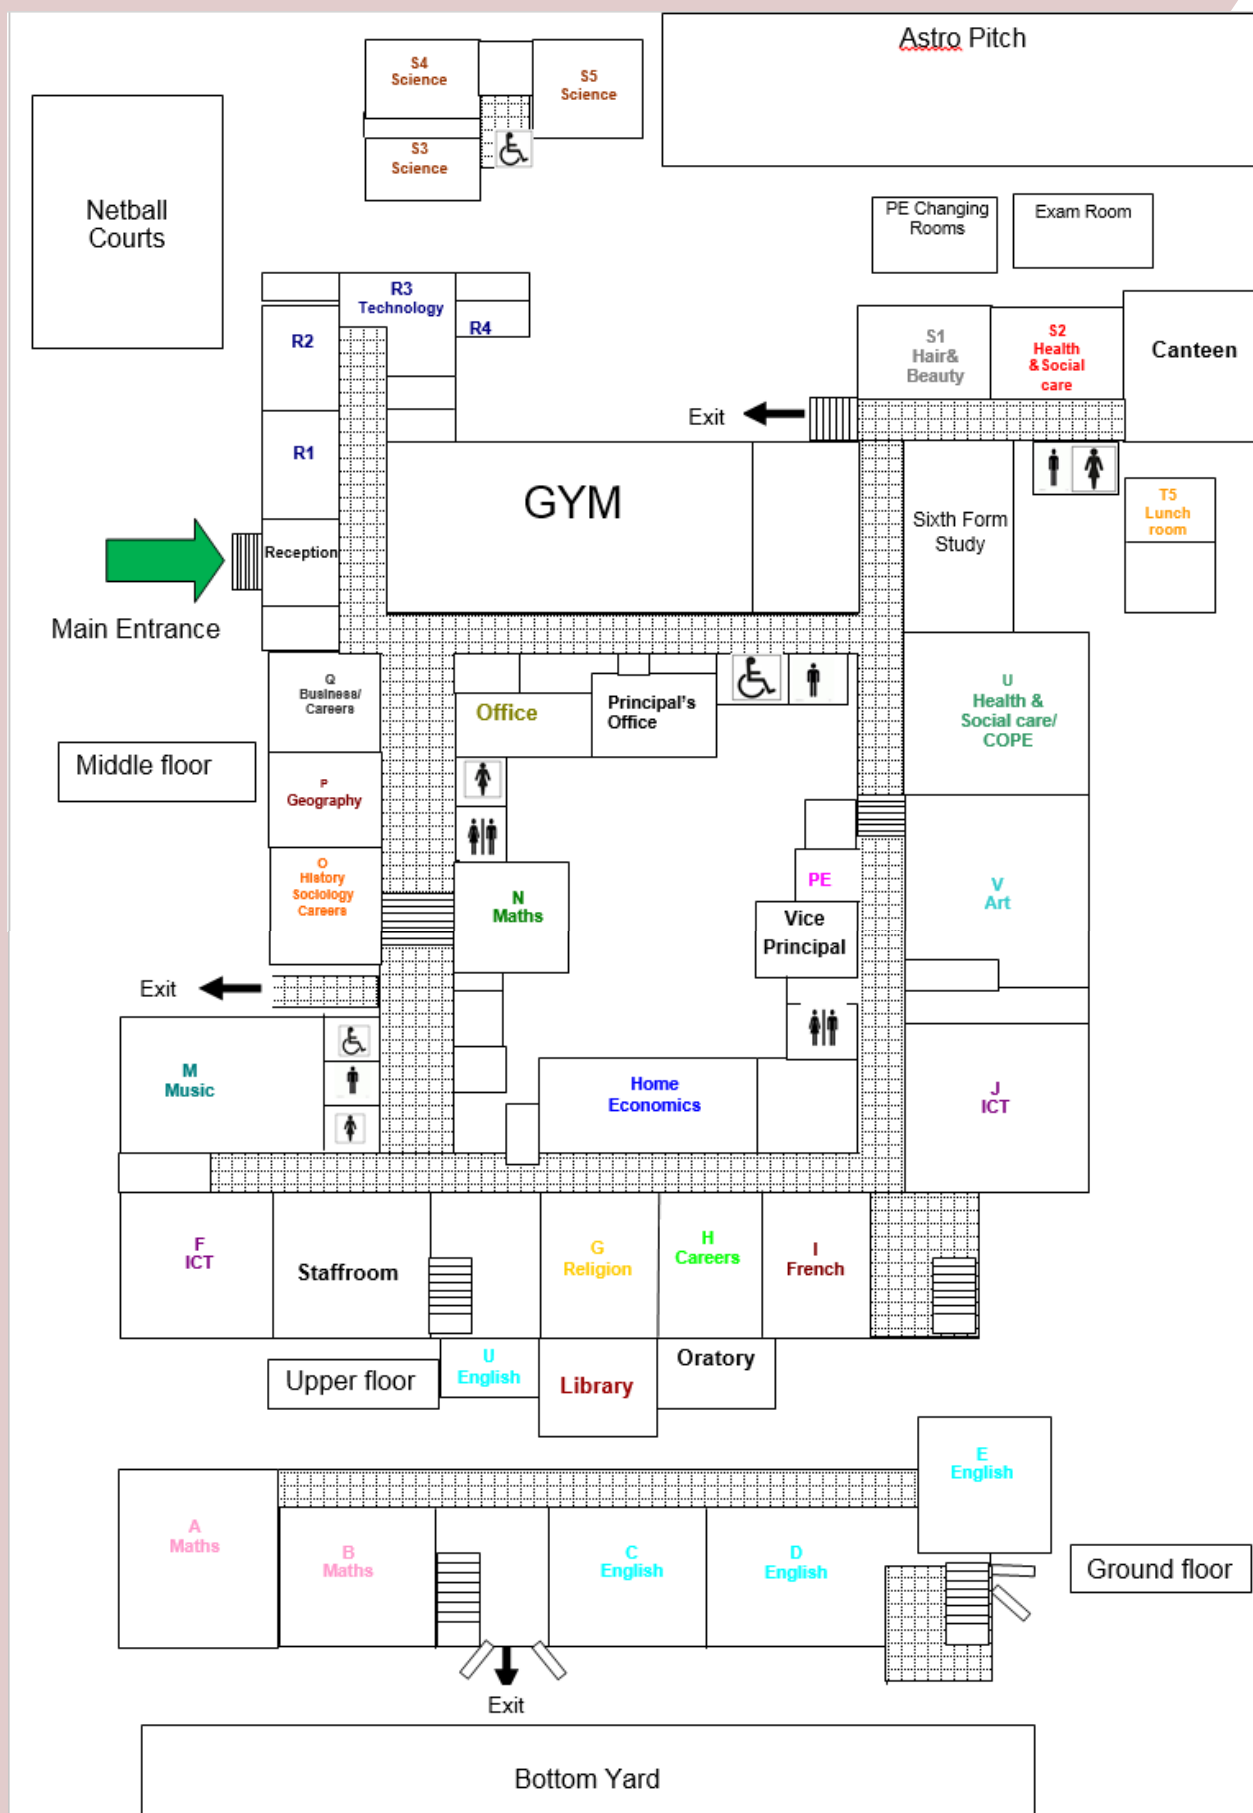 Astro Pitch
S4
Science
S5
Science
S3
Science
Netball
Courts
PE Changing
Rooms
Exam Room
R3
Technology
R4
R2
S1
Hair&
Beauty
S2
Health
& Social
care
Canteen
Exit
R1
GYM
Sixth Form
Study
T5
Lunch
room
Reception
Main Entrance
Q
Business/
Careers
Office
Principal's
Office
U
Health &
Social care/
COPE
Middle floor
P
Geography
O
History
Sociology
Careers
N
Maths
PE
Vice
Principal
V
Art
Exit
M
Music
Home
Economics
J
ICT
F
ICT
Staffroom
G
Religion
H
Careers
I
French
Upper floor
U
English
Library
Oratory
E
English
A
Maths
B
Maths
C
English
D
English
Ground floor
Exit
Bottom Yard